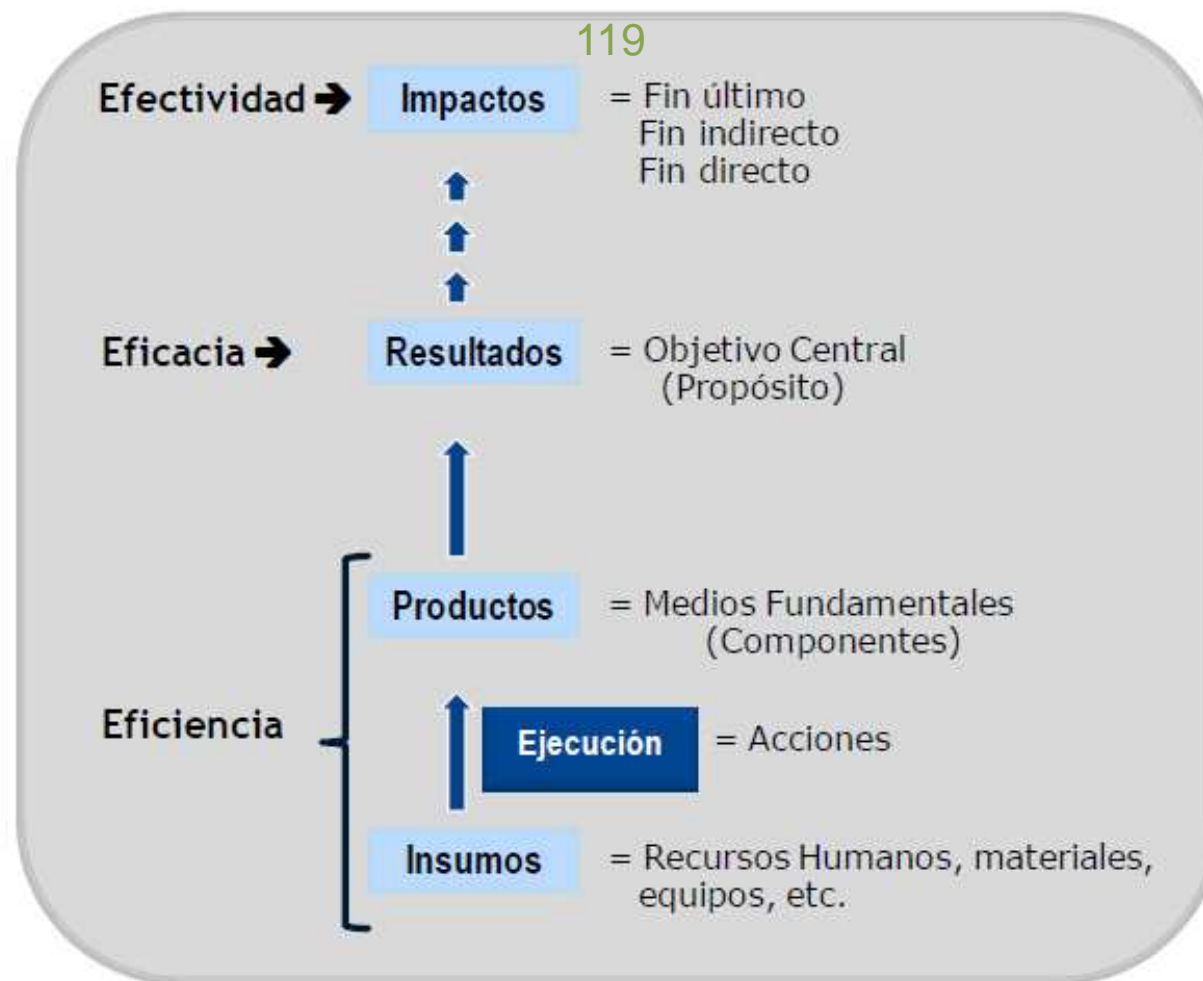 119
Efectividad ➔ Impactos = Fin último
Fin indirecto
Fin directo
Eficacia ➔ Resultados = Objetivo Central
(Propósito)
Productos = Medios Fundamentales
(Componentes)
Eficiencia
Ejecución = Acciones
Insumos = Recursos Humanos, materiales,
equipos, etc.